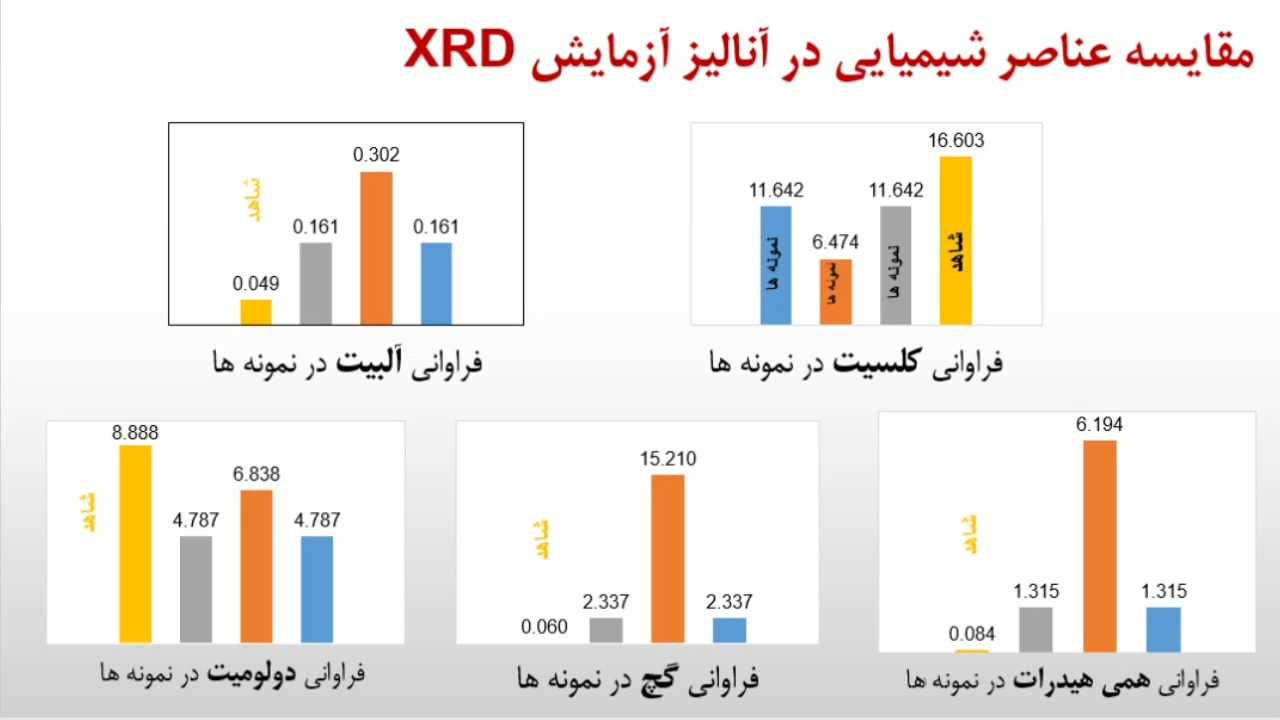 مقایسه عناصر شیمیایی در آنالیز آزمایش XRD
16.603
11.642
6.474
11.642
شاهد
نمونه ها
نمونه ها
نمونه ها
فراوانی کلسیت در نمونه ها
0.302
0.161
0.161
0.049
شاهد
فراوانی آلبیت در نمونه ها
6.194
1.315
1.315
0.084
شاهد
فراوانی همی هیدرات در نمونه ها
15.210
2.337
2.337
0.060
شاهد
فراوانی گچ در نمونه ها
8.888
6.838
4.787
4.787
شاهد
فراوانی دولومیت در نمونه ها